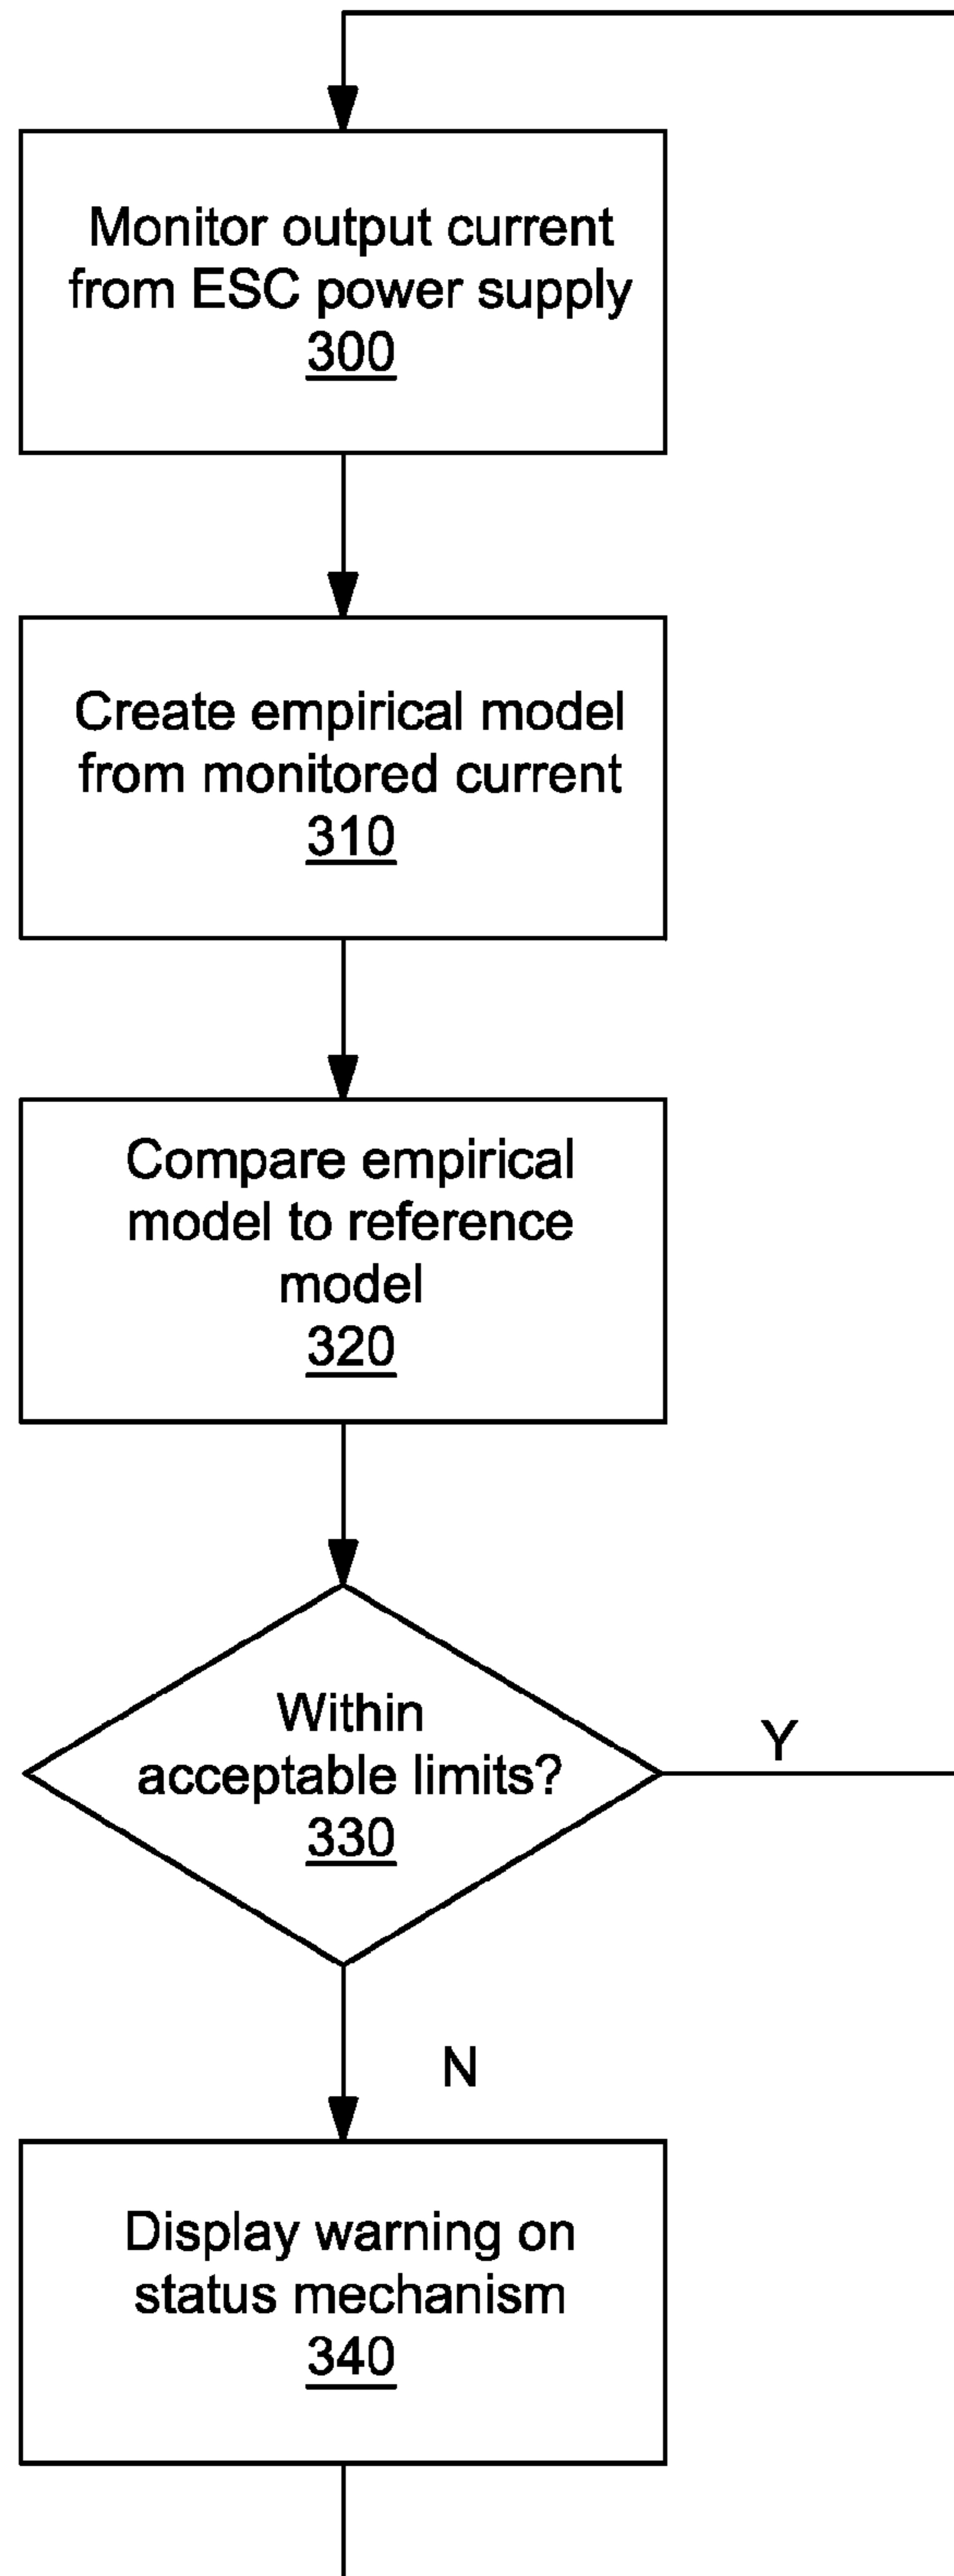 Monitor output current
from ESC power supply
300
Create empirical model
from monitored current
310
Compare empirical
model to reference
model
320
Within
acceptable limits?
330
Y
N
Display warning on
status mechanism
340